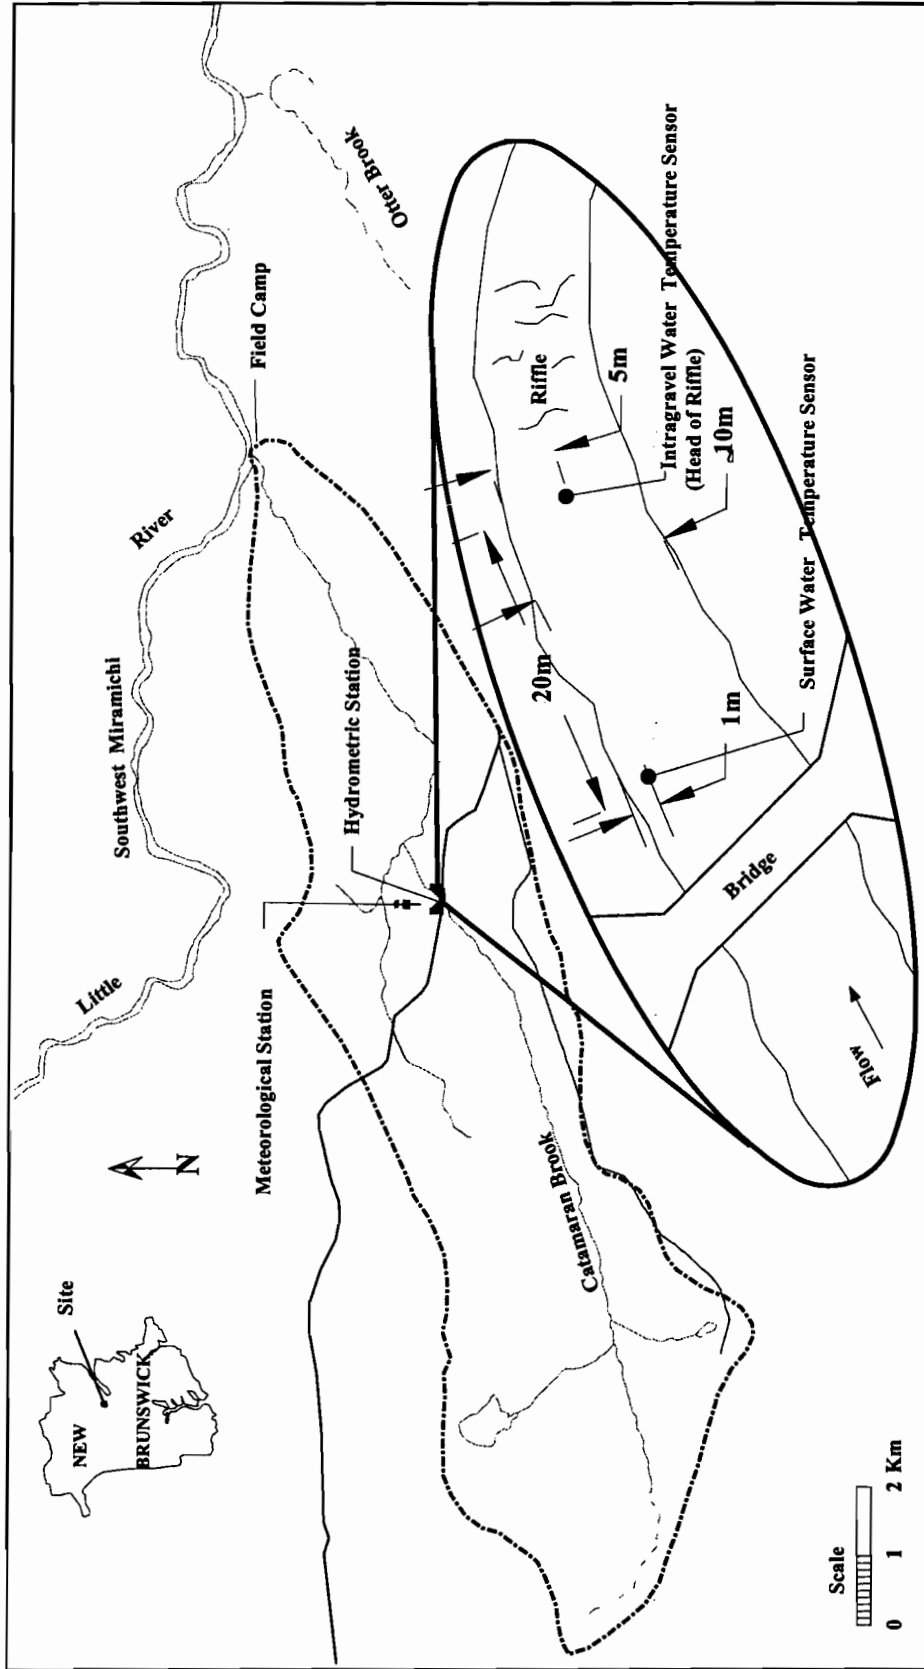 NEW
BRUNSWICK
Site
N
Little
Southwest Miramichi
River
Otter Brook
Field Camp
Hydrometric Station
Meteorological Station
Catamaran Brook
20m
Riffle
5m
Intragravel Water Temperature Sensor
(Head of Riffle)
10m
1m
Surface Water Temperature Sensor
Bridge
Flow
Scale
0 1 2 Km